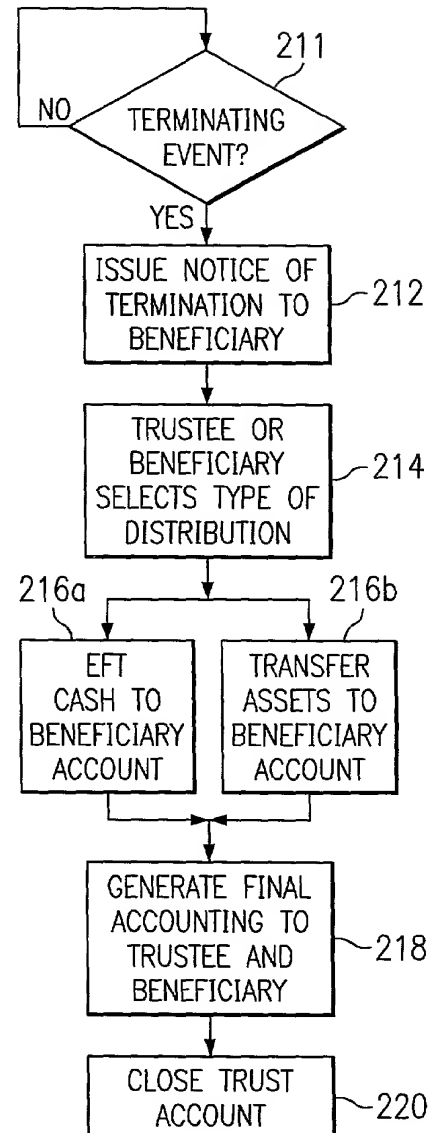 211
NO
TERMINATING
EVENT?
YES
ISSUE NOTICE OF
TERMINATION TO
BENEFICIARY
212
TRUSTEE OR
BENEFICIARY
SELECTS TYPE OF
DISTRIBUTION
214
216a
216b
EFT
CASH TO
BENEFICIARY
ACCOUNT
TRANSFER
ASSETS TO
BENEFICIARY
ACCOUNT
GENERATE FINAL
ACCOUNTING TO
TRUSTEE AND
BENEFICIARY
218
CLOSE TRUST
ACCOUNT
220